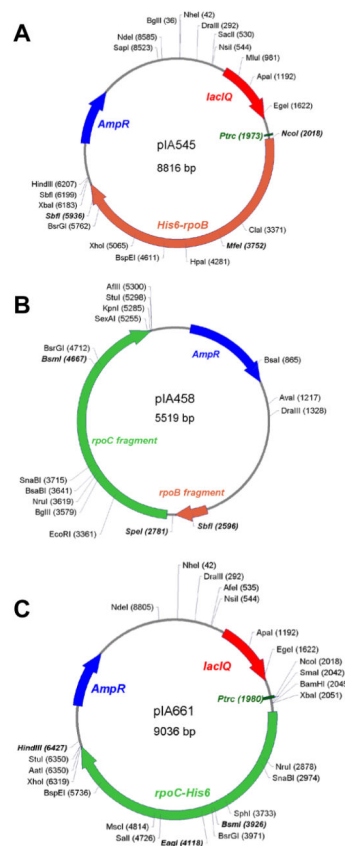 A
BglII (36)
NheI (42)
DraIII (292)
SacII (530)
NsiI (544)
NdeI (8585)
SapI (8523)
MluI (981)
ApaI (1192)
EgeI (1622)
lacIQ
AmpR
Ptrc (1973)
NcoI (2018)
pIA545
8816 bp
HindIII (6207)
SbfI (6199)
XbaI (6183)
SbfI (5936)
BsrGI (5762)
His6-rpoB
ClaI (3371)
MfeI (3752)
XhoI (5065)
BspEI (4611)
HpaI (4281)
B
AflII (5300)
StuI (5298)
KpnI (5285)
SexAI (5255)
BsrGI (4712)
BsmI (4667)
AmpR
BsaI (865)
AvaI (1217)
DraIII (1328)
pIA458
5519 bp
rpoC fragment
rpoB fragment
SnaBI (3715)
BsaBI (3641)
NruI (3619)
BglII (3579)
EcoRI (3361)
SpeI (2781)
SbfI (2596)
C
NheI (42)
DraIII (292)
AfeI (535)
NsiI (544)
NdeI (8805)
ApaI (1192)
EgeI (1622)
lacIQ
NcoI (2018)
SmaI (2042)
BamHI (2045
XbaI (2051)
AmpR
Ptrc (1980)
pIA661
9036 bp
HindIII (6427)
StuI (6350)
AatI (6350)
XhoI (6319)
BspEI (5736)
rpoC-His6
NruI (2878)
SnaBI (2974)
SphI (3733)
BsmI (3926)
BsrGI (3971)
MscI (4814)
SalI (4726)
EagI (4118)